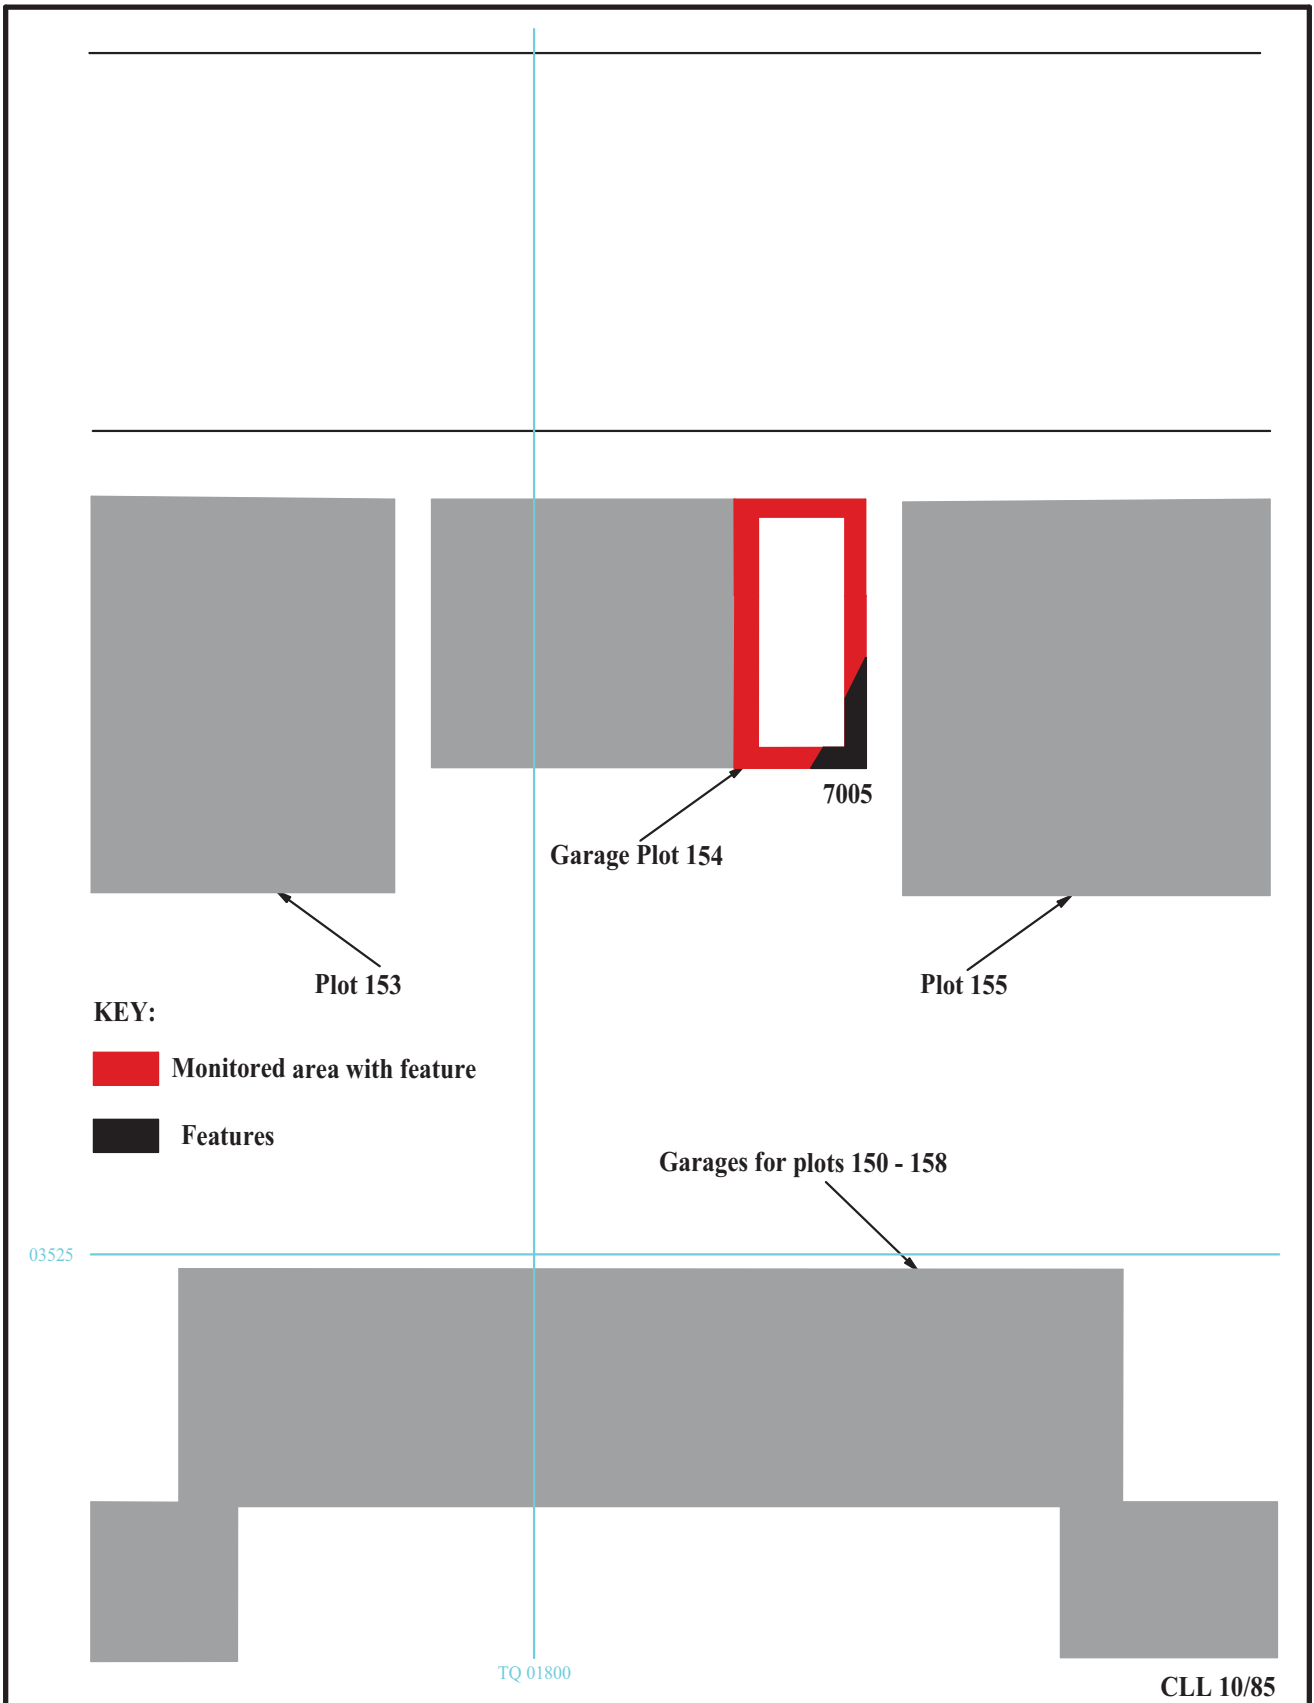 7005
Garage Plot 154
Plot 153
Plot 155
KEY:
Monitored area with feature
Features
Garages for plots 150 - 158
03525
TQ 01800
CLL 10/85